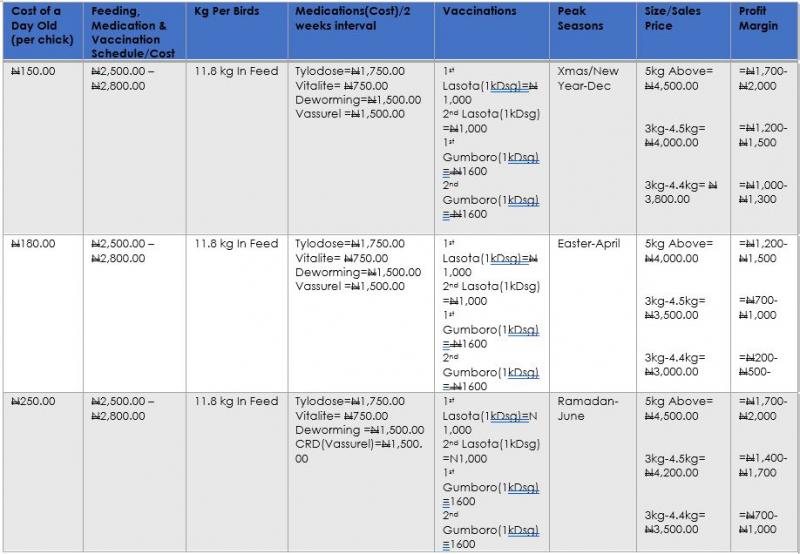 Cost of a
Day Old
(per chick)
Feeding,
Medication &
Vaccination
Schedule/Cost
Kg Per Birds
Medications(Cost)/2
weeks interval
Vaccinations
Peak
Seasons
Size/Sales
Price
Profit
Margin
₦150.00
₦2,500.00 –
₦2,800.00
11.8 kg In Feed
Tylodose=₦1,750.00
Vitalite= ₦750.00
Deworming=₦1,500.00
Vassurel =₦1,500.00
1st
Lasota(1kDsg)=₦
1,000
2nd Lasota(1kDsg)
=₦1,000
1st
Gumboro(1kDsg)
=₦1600
2nd
Gumboro(1kDsg)
=₦1600
Xmas/New
Year-Dec
5kg Above=
₦4,500.00
3kg-4.5kg=
₦4,000.00
3kg-4.4kg= ₦
3,800.00
=₦1,700-
₦2,000
=₦1,200-
₦1,500
=₦1,000-
₦1,300
₦180.00
₦2,500.00 –
₦2,800.00
11.8 kg In Feed
Tylodose=₦1,750.00
Vitalite= ₦750.00
Deworming=₦1,500.00
Vassurel =₦1,500.00
1st
Lasota(1kDsg)=₦
1,000
2nd Lasota(1kDsg)
=₦1,000
1st
Gumboro(1kDsg)
=₦1600
2nd
Gumboro(1kDsg)
=₦1600
Easter-April
5kg Above=
₦4,000.00
3kg-4.5kg=
₦3,500.00
3kg-4.4kg=
₦3,000.00
=₦1,200-
₦1,500
=₦700-
₦1,000
=₦200-
₦500-
₦250.00
₦2,500.00 –
₦2,800.00
11.8 kg In Feed
Tylodose=₦1,750.00
Vitalite= ₦750.00
Deworming =₦1,500.00
CRD(Vassurel)=₦1,500.
00
1st
Lasota(1kDsg)=N
1,000
2nd Lasota(1kDsg)
=N1,000
1st
Gumboro(1kDsg)
=1600
2nd
Gumboro(1kDsg)
=1600
Ramadan-
June
5kg Above=
₦4,500.00
3kg-4.5kg=
₦4,200.00
3kg-4.4kg=
₦3,500.00
=₦1,700-
₦2,000
=₦1,400-
₦1,700
=₦700-
₦1,000